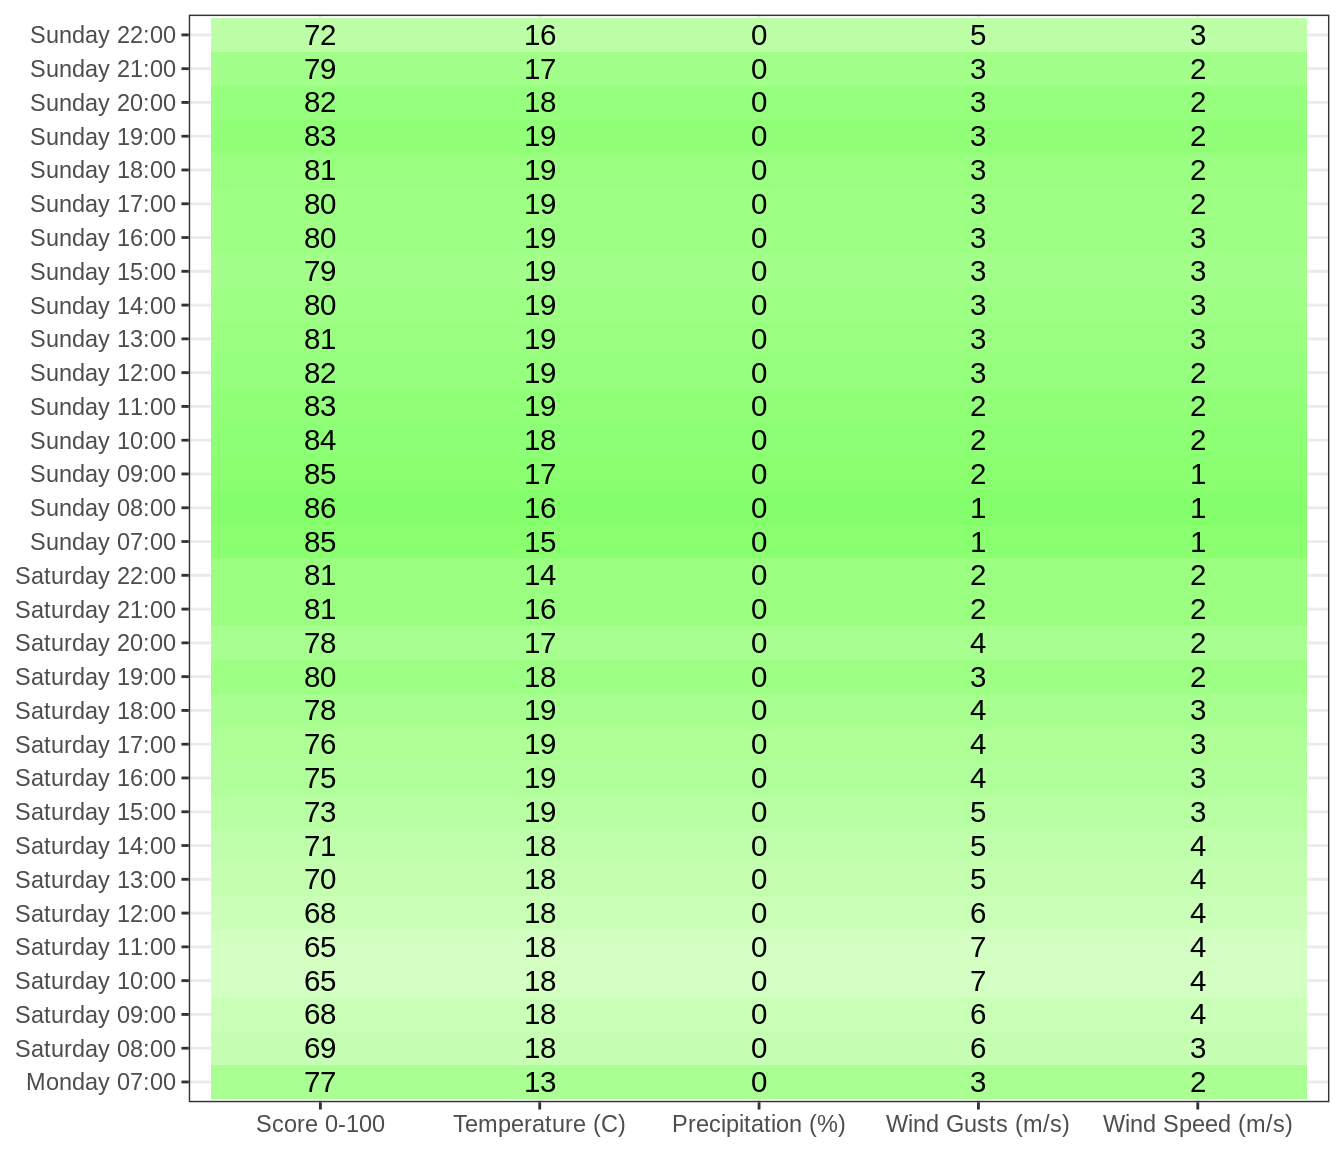 Sunday 22:00 72 16 0 5 3
Sunday 21:00 79 17 0 3 2
Sunday 20:00 82 18 0 3 2
Sunday 19:00 83 19 0 3 2
Sunday 18:00 81 19 0 3 2
Sunday 17:00 80 19 0 3 2
Sunday 16:00 80 19 0 3 3
Sunday 15:00 79 19 0 3 3
Sunday 14:00 80 19 0 3 3
Sunday 13:00 81 19 0 3 3
Sunday 12:00 82 19 0 3 2
Sunday 11:00 83 19 0 2 2
Sunday 10:00 84 18 0 2 2
Sunday 09:00 85 17 0 2 1
Sunday 08:00 86 16 0 1 1
Sunday 07:00 85 15 0 1 1
Saturday 22:00 81 14 0 2 2
Saturday 21:00 81 16 0 2 2
Saturday 20:00 78 17 0 4 2
Saturday 19:00 80 18 0 3 2
Saturday 18:00 78 19 0 4 3
Saturday 17:00 76 19 0 4 3
Saturday 16:00 75 19 0 4 3
Saturday 15:00 73 19 0 5 3
Saturday 14:00 71 18 0 5 4
Saturday 13:00 70 18 0 5 4
Saturday 12:00 68 18 0 6 4
Saturday 11:00 65 18 0 7 4
Saturday 10:00 65 18 0 7 4
Saturday 09:00 68 18 0 6 4
Saturday 08:00 69 18 0 6 3
Monday 07:00 77 13 0 3 2
Score 0-100 Temperature (C) Precipitation (%) Wind Gusts (m/s) Wind Speed (m/s)